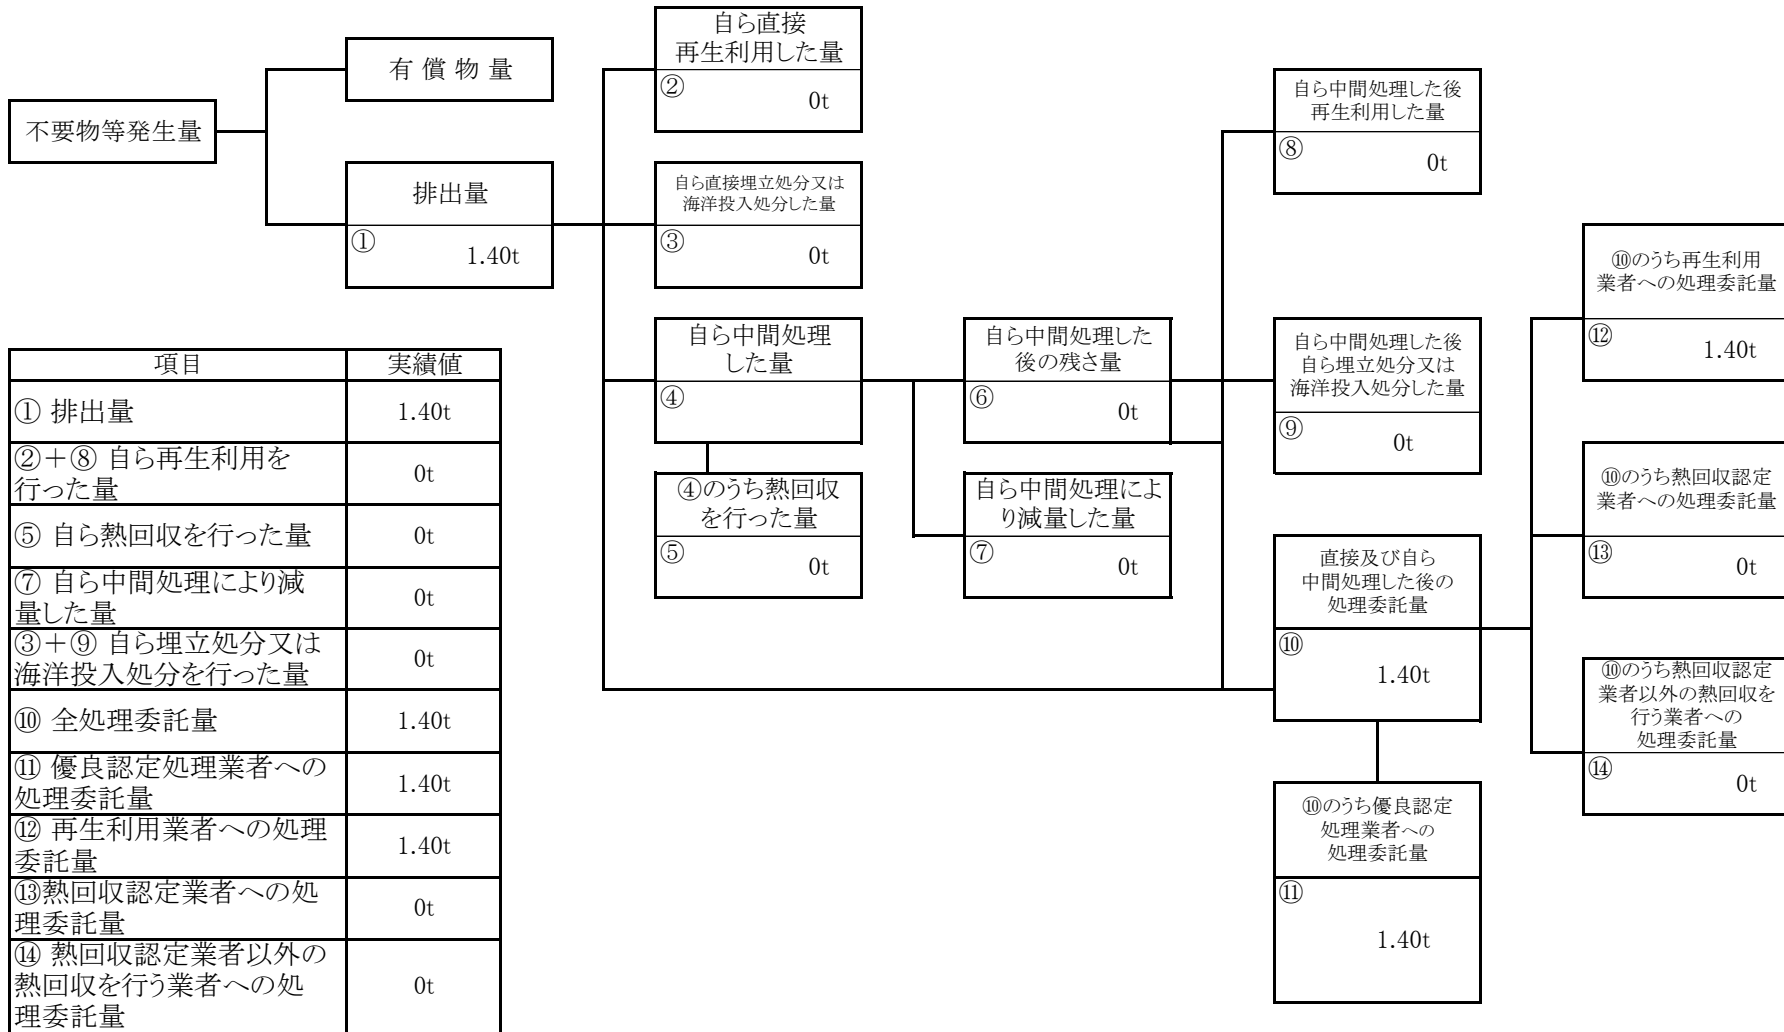 不要物等発生量
有 償 物 量
排出量
①
1.40t
自ら直接
再生利用した量
②
0t
自ら直接埋立処分又は
海洋投入処分した量
③
0t
自ら中間処理
した量
④
④のうち熱回収
を行った量
⑤
0t
自ら中間処理した
後の残さ量
⑥
0t
自ら中間処理によ
り減量した量
⑦
0t
自ら中間処理した後
再生利用した量
⑧
0t
自ら中間処理した後
自ら埋立処分又は
海洋投入処分した量
⑨
0t
直接及び自ら
中間処理した後の
処理委託量
⑩
1.40t
⑩のうち優良認定
処理業者への
処理委託量
⑪
1.40t
⑩のうち再生利用
業者への処理委託量
⑫
1.40t
⑩のうち熱回収認定
業者への処理委託量
⑬
0t
⑩のうち熱回収認定
業者以外の熱回収を
行う業者への
処理委託量
⑭
0t
項目 実績値
① 排出量 1.40t
②＋⑧ 自ら再生利用を
行った量 0t
⑤ 自ら熱回収を行った量 0t
⑦ 自ら中間処理により減
量した量 0t
③＋⑨ 自ら埋立処分又は
海洋投入処分を行った量 0t
⑩ 全処理委託量 1.40t
⑪ 優良認定処理業者への
処理委託量 1.40t
⑫ 再生利用業者への処理
委託量 1.40t
⑬熱回収認定業者への処
理委託量 0t
⑭ 熱回収認定業者以外の
熱回収を行う業者への処
理委託量 0t